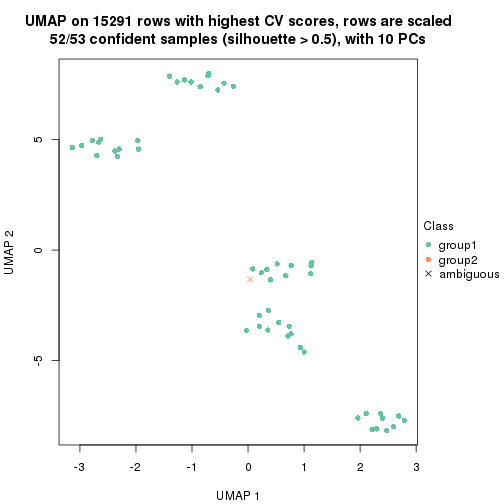 UMAP on 15291 rows with highest CV scores, rows are scaled
52/53 confident samples (silhouette > 0.5), with 10 PCs
5
0
-5
UMAP 2
-3
-2
-1
0
1
2
3
UMAP 1
Class
group1
group2
ambiguous